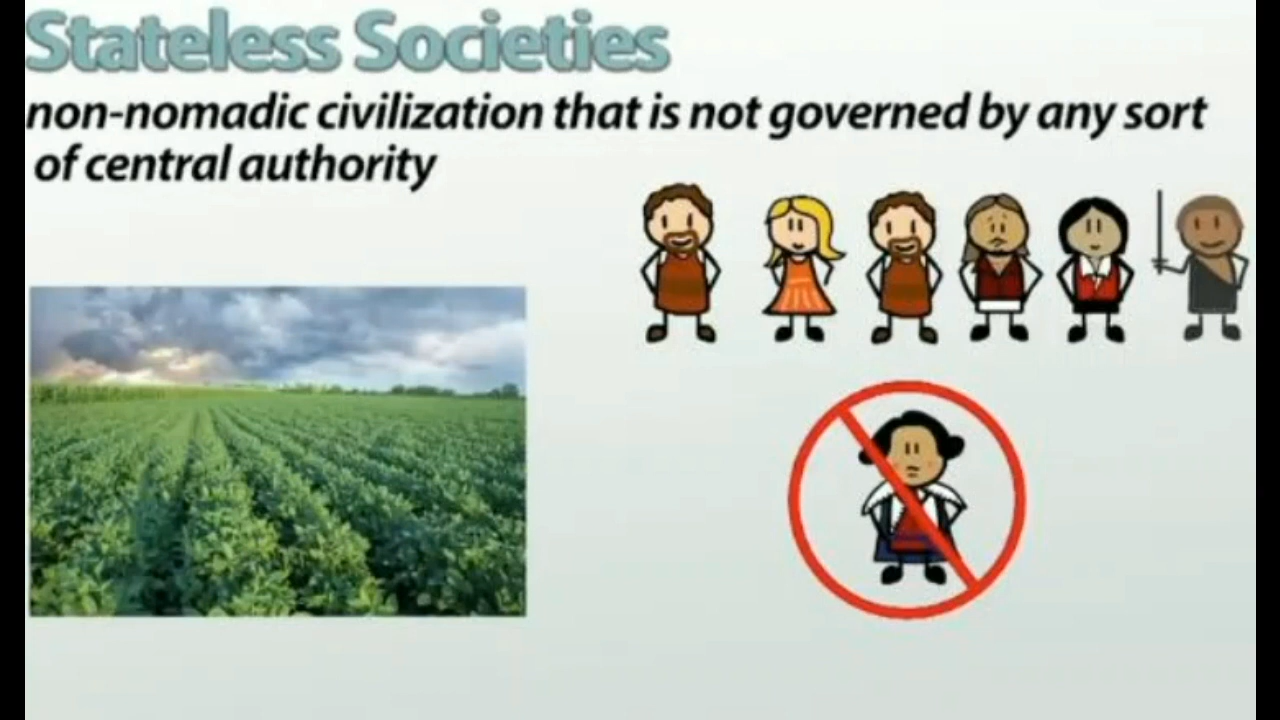 Stateless Societies
non-nomadic civilization that is not governed by any sort
of central authority